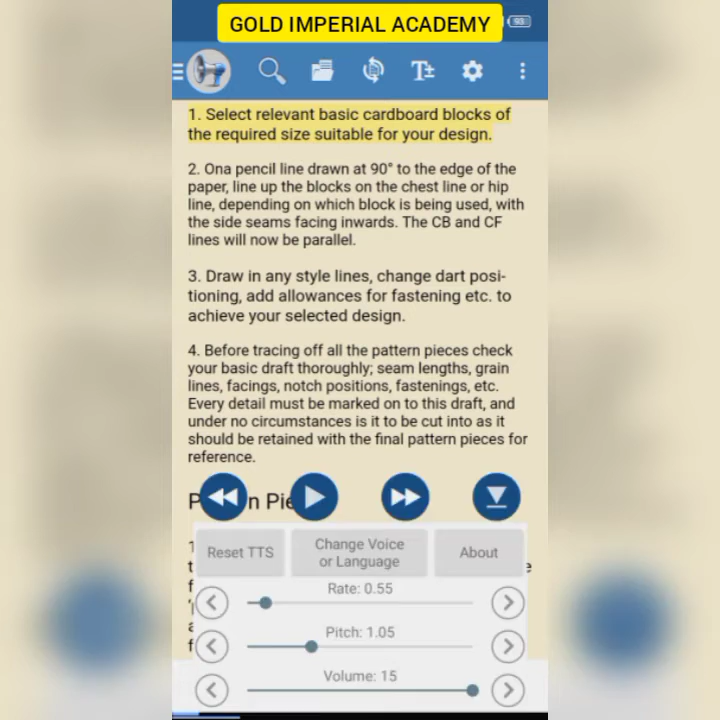 GOLD IMPERIAL ACADEMY
93
T±
1. Select relevant basic cardboard blocks of
the required size suitable for your design.
2. Ona pencil line drawn at 90° to the edge of the
paper, line up the blocks on the chest line or hip
line, depending on which block is being used, with
the side seams facing inwards. The CB and CF
lines will now be parallel.
3. Draw in any style lines, change dart posi-
tioning, add allowances for fastening etc. to
achieve your selected design.
4. Before tracing off all the pattern pieces check
your basic draft thoroughly; seam lengths, grain
lines, facings, notch positions, fastenings, etc.
Every detail must be marked on to this draft, and
under no circumstances is it to be cut into as it
should be retained with the final pattern pieces for
reference.
Reset TTS
Change Voice
or Language
About
Rate: 0.55
Pitch: 1.05
Volume: 15